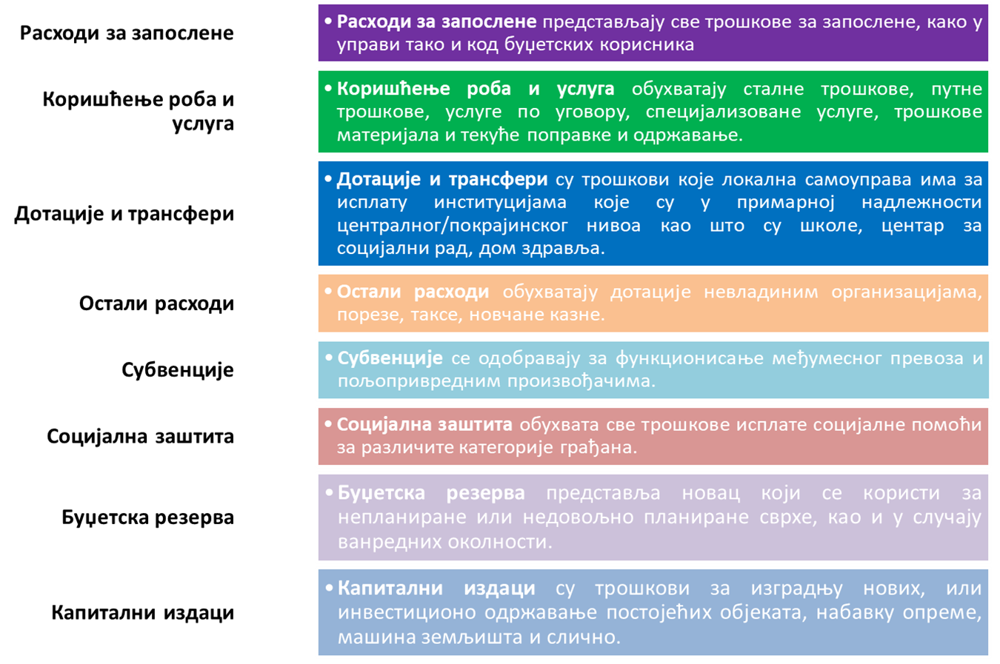 Расходи за запослене
• Расходи за запослене представљају све трошкове за запослене, како у
управи тако и код буџетских корисника
Коришћење роба и
услуга
• Коришћење роба и услуга обухватају сталне трошкове, путне
трошкове, услуге по уговору, специјализоване услуге, трошкове
материјала и текуће поправке и одржавање.
Дотације и трансфери
• Дотације и трансфери су трошкови које локална самоуправа има за
исплату институцијама које су у примарној надлежности
централног/покрајинског нивоа као што су школе, центар за
социјални рад, дом здравља.
Остали расходи
• Остали расходи обухватају дотације невладиним организацијама,
порезе, таксе, новчане казне.
Субвенције
• Субвенције се одобравају за функционисање међумесног превоза и
пољопривредним произвођачима.
Социјална заштита
• Социјална заштита обухвата све трошкове исплате социјалне помоћи
за различите категорије грађана.
Буџетска резерва
• Буџетска резерва представља новац који се користи за
непланиране или недовољно планиране сврхе, као и у случају
ванредних околности.
Капитални издаци
• Капитални издаци су трошкови за изградњу нових, или
инвестиционо одржавање постојећих објеката, набавку опреме,
машина земљишта и слично.